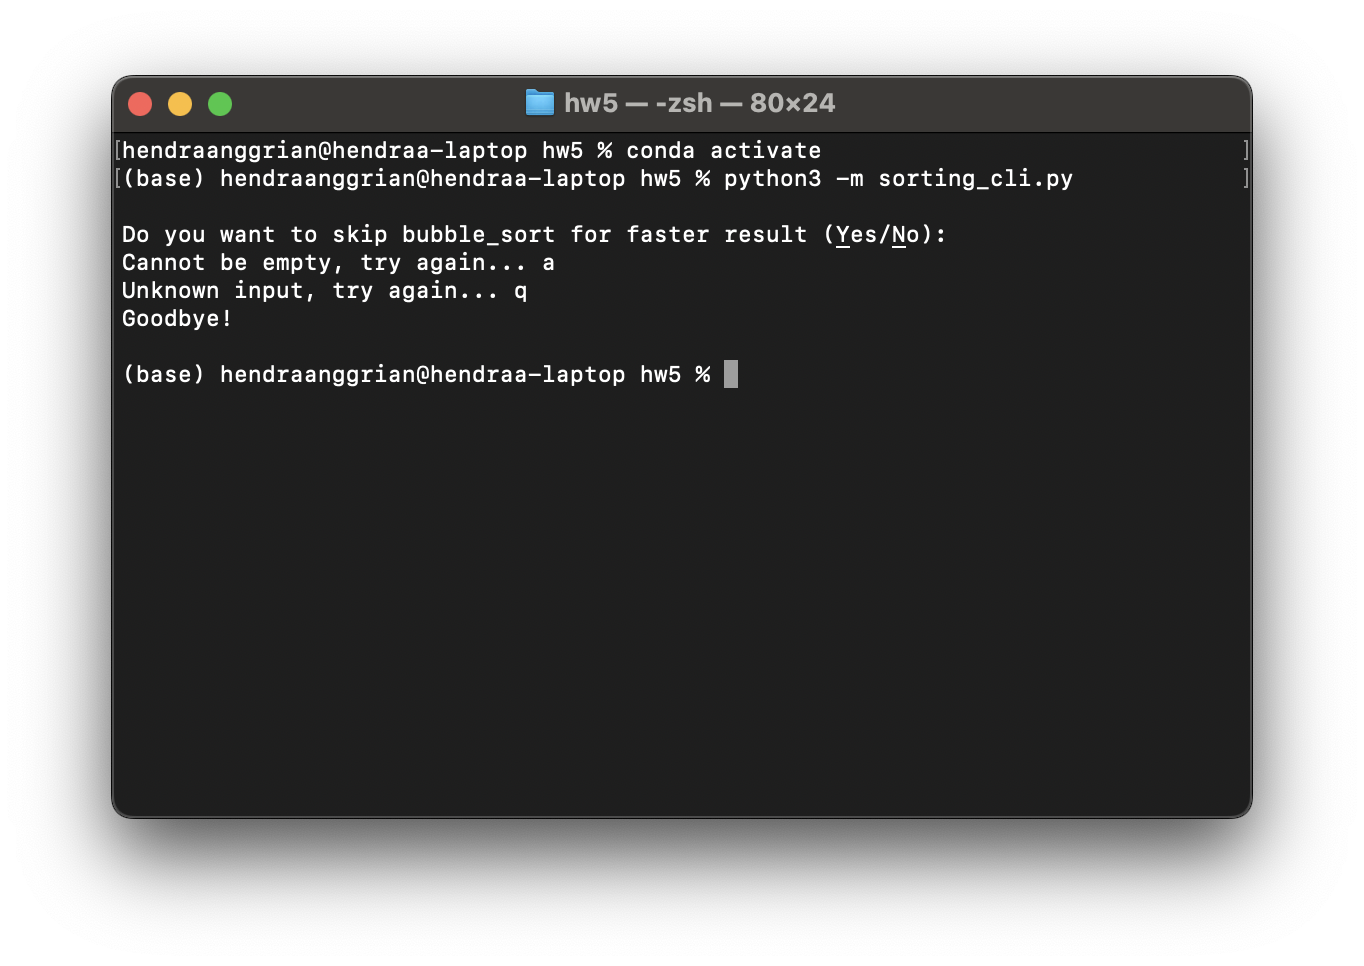 hw5 — -zsh — 80×24
[hendraanggrian@hendraa-laptop hw5 % conda activate ]
[(base) hendraanggrian@hendraa-laptop hw5 % python3 -m sorting_cli.py ]
Do you want to skip bubble_sort for faster result (Yes/No):
Cannot be empty, try again... a
Unknown input, try again... q
Goodbye!
(base) hendraanggrian@hendraa-laptop hw5 %